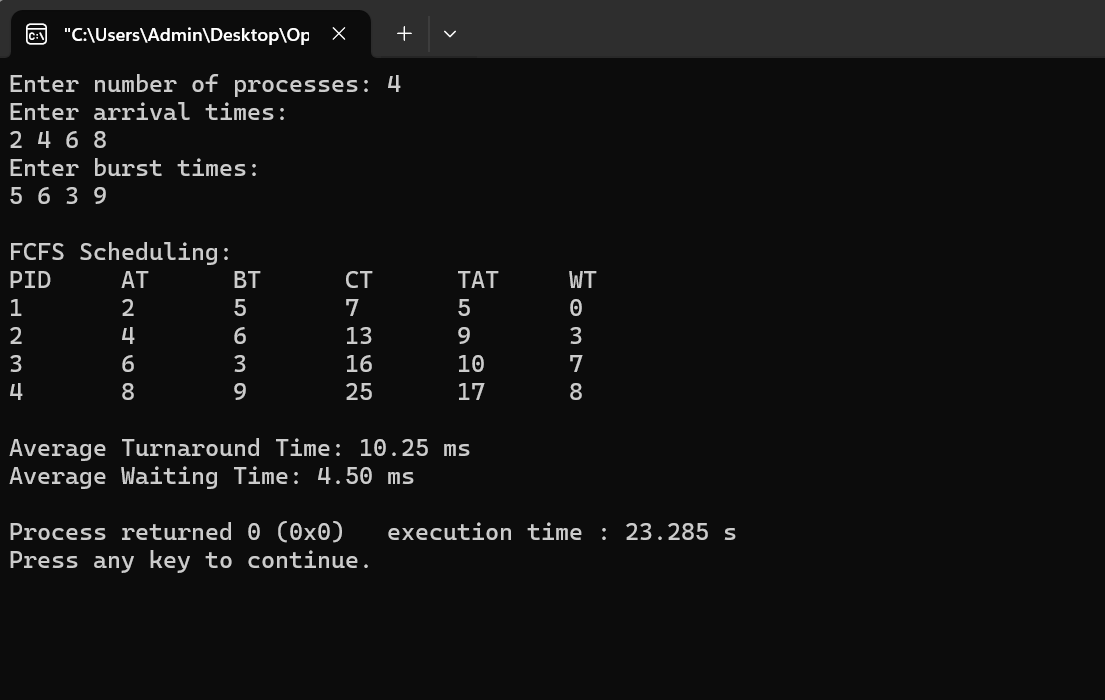 "C:\Users\Admin\Desktop\Op
Enter number of processes: 4
Enter arrival times:
2 4 6 8
Enter burst times:
5 6 3 9
FCFS Scheduling:
PID AT BT CT TAT WT
1 2 5 7 5 0
2 4 6 13 9 3
3 6 3 16 10 7
4 8 9 25 17 8
Average Turnaround Time: 10.25 ms
Average Waiting Time: 4.50 ms
Process returned 0 (0x0) execution time : 23.285 s
Press any key to continue.